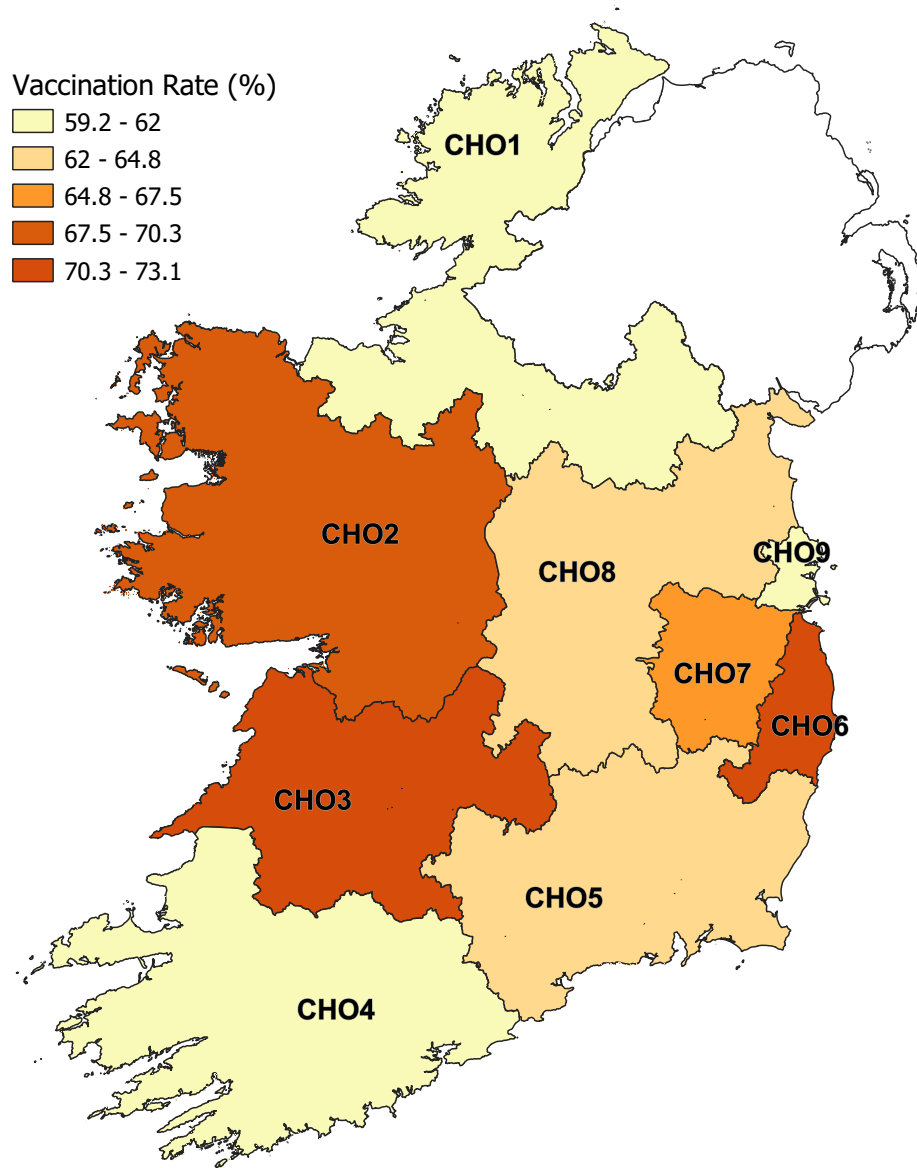 Vaccination Rate (%)
59.2 - 62
62 - 64.8
64.8 - 67.5
67.5 - 70.3
70.3 - 73.1
CHO1
CHO2
CHO9
CHO8
CHO7
CHO6
CHO3
CHO5
CHO4